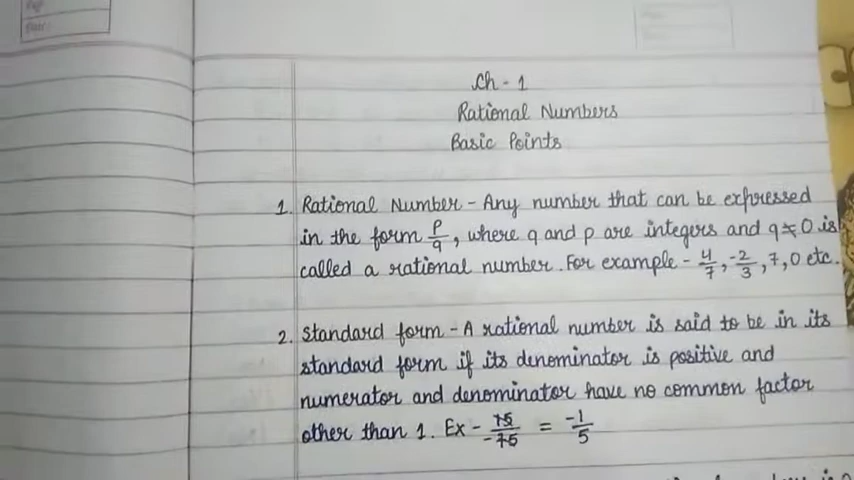 Ch - 1
Rational Numbers
Basic Points
1. Rational Number - Any number that can be expressed
in the form p/q, where q and p are integers and q ≠ 0 is
called a rational number. For example - 4/7, -2/3, 7, 0 etc.
2. Standard form - A rational number is said to be in its
standard form if its denominator is positive and
numerator and denominator have no common factor
other than 1. Ex - 15/-75 = -1/5